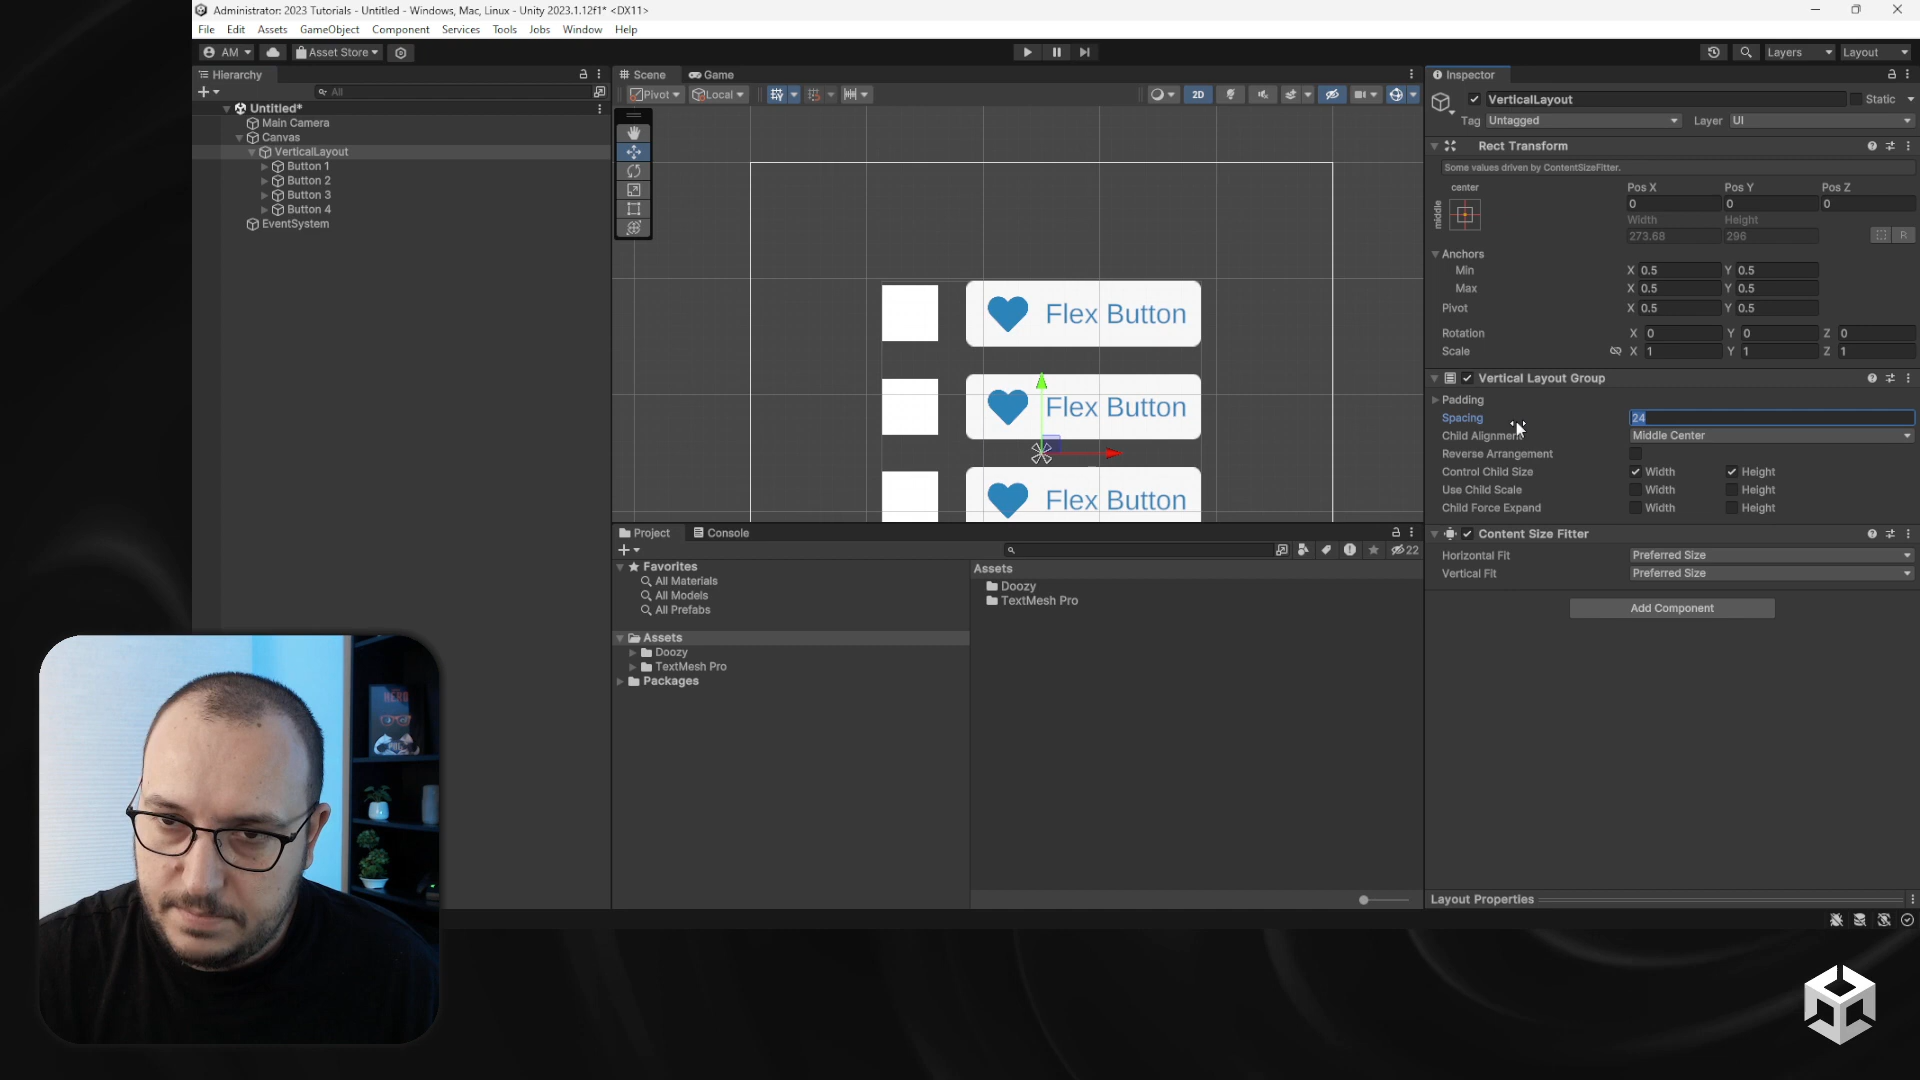 Administrator: 2023 Tutorials - Untitled - Windows, Mac, Linux - Unity 2023.1.12f1* <DX11>
File Edit Assets GameObject Component Services Tools Jobs Window Help
AM Asset Store Layers Layout
Hierarchy
All
Untitled*
Main Camera
Canvas
VerticalLayout
Button 1
Button 2
Button 3
Button 4
EventSystem
Scene Game
Pivot Local 2D
Flex Button
Flex Button
Flex Button
Project Console
22
Favorites
All Materials
All Models
All Prefabs
Assets
Doozy
TextMesh Pro
Packages
Assets
Doozy
TextMesh Pro
Inspector
VerticalLayout Static
Tag Untagged Layer UI
Rect Transform
Some values driven by ContentSizeFitter.
center Pos X Pos Y Pos Z
middle 0 0 0
Width Height
273.68 296 R
Anchors
Min X 0.5 Y 0.5
Max X 0.5 Y 0.5
Pivot X 0.5 Y 0.5
Rotation X 0 Y 0 Z 0
Scale X 1 Y 1 Z 1
Vertical Layout Group
Padding
Spacing 24
Child Alignment Middle Center
Reverse Arrangement
Control Child Size Width Height
Use Child Scale Width Height
Child Force Expand Width Height
Content Size Fitter
Horizontal Fit Preferred Size
Vertical Fit Preferred Size
Add Component
Layout Properties